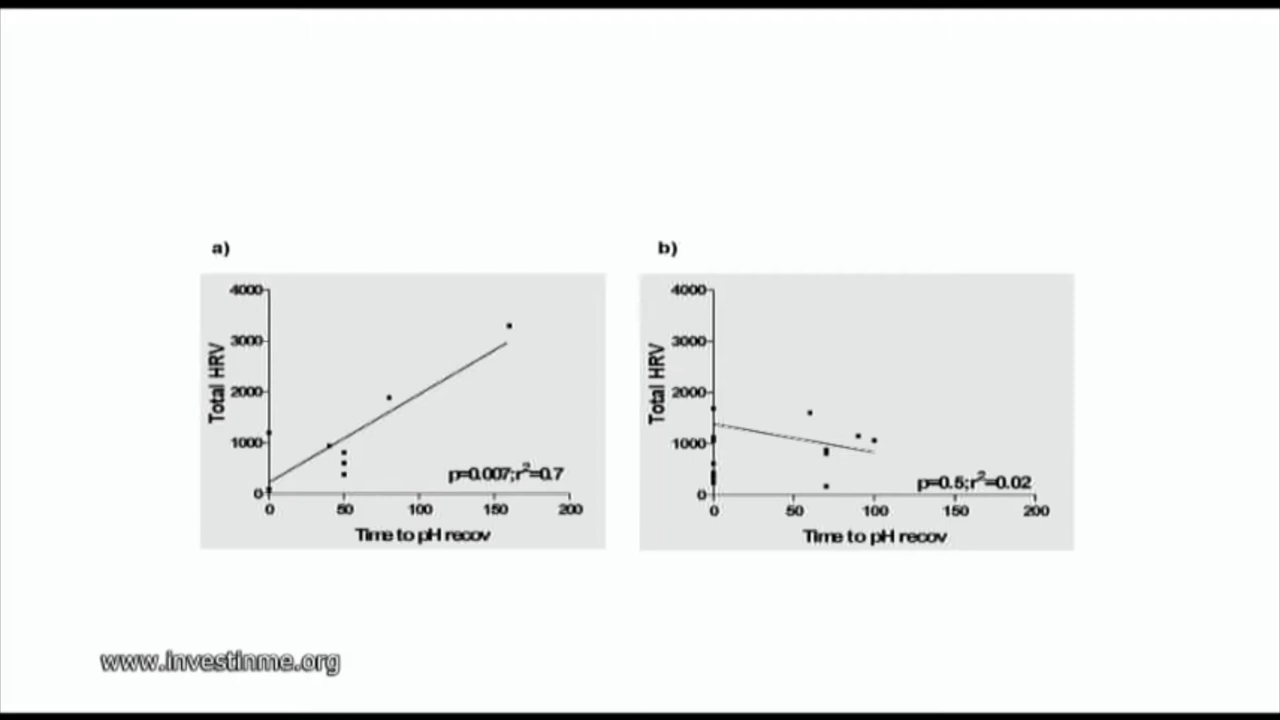 a)
4000
3000
2000
1000
0
Total HRV
p=0.007;r²=0.7
0 50 100 150 200
Time to pH recov
b)
4000
3000
2000
1000
0
Total HRV
p=0.5;r²=0.02
0 50 100 150 200
Time to pH recov
www.investinme.org